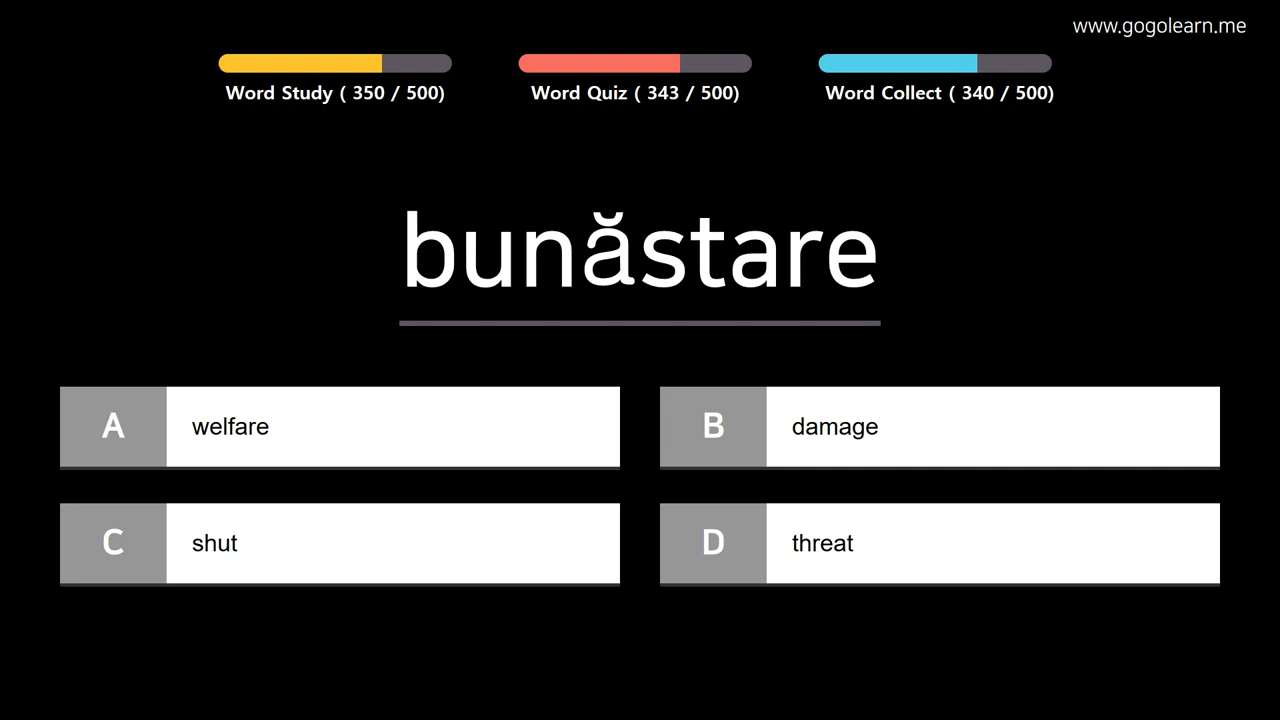 www.gogolearn.me
Word Study ( 350 / 500)
Word Quiz ( 343 / 500)
Word Collect ( 340 / 500)
bunăstare
A welfare
B damage
C shut
D threat